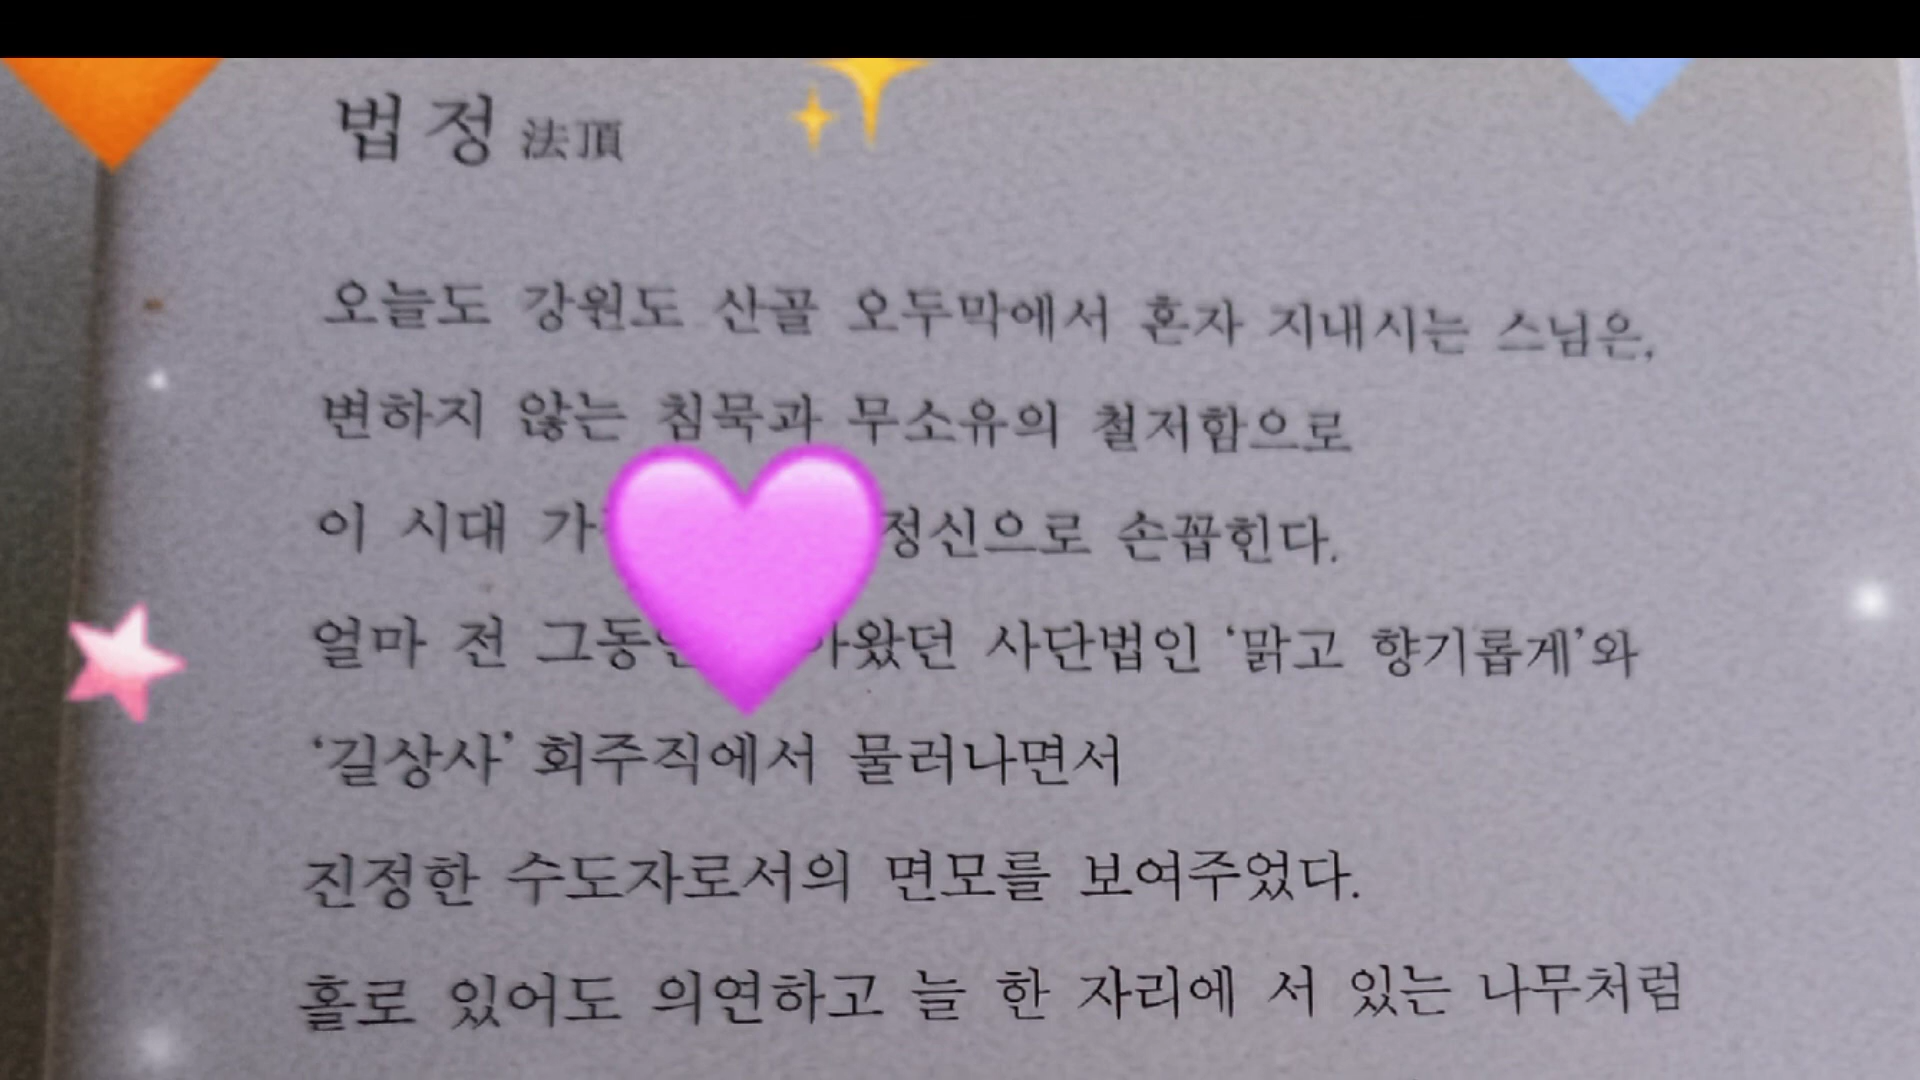 법정 法頂
오늘도 강원도 산골 오두막에서 혼자 지내시는 스님은,
변하지 않는 침묵과 무소유의 철저함으로
이 시대 정신으로 손꼽힌다.
얼마 전 사단법인 '맑고 향기롭게'와
'길상사' 회주직에서 물러나면서
진정한 수도자로서의 면모를 보여주었다.
홀로 있어도 의연하고 늘 한 자리에 서 있는 나무처럼